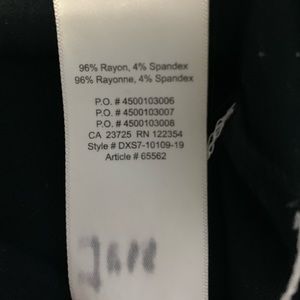 96% Rayon, 4% Spandex
96% Rayonne, 4% Spandex
P.O. # 4500103006
P.O. # 4500103007
P.O. # 4500103008
CA 23725 RN 122354
Style # DXS7-10109-19
Article # 65562